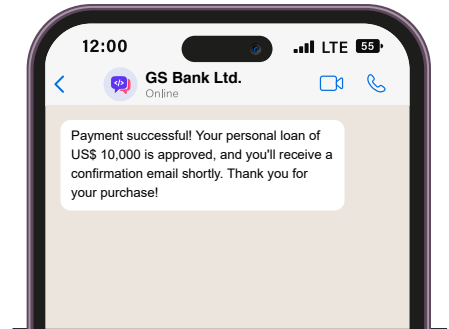 12:00 LTE 55
GS Bank Ltd.
Online
Payment successful! Your personal loan of
US$ 10,000 is approved, and you'll receive a
confirmation email shortly. Thank you for
your purchase!